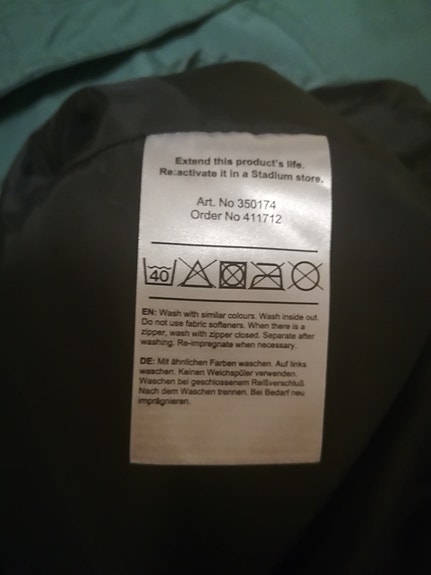 Extend this product's life.
Re:activate it in a Stadium store.
Art. No 350174
Order No 411712
40
EN: Wash with similar colours. Wash inside out.
Do not use fabric softeners. When there is a
zipper, wash with zipper closed. Separate after
washing. Re-impregnate when necessary.
DE: Mit ähnlichen Farben waschen. Auf links
waschen. Keinen Weichspüler verwenden.
Waschen bei geschlossenem Reißverschluß
Nach dem Waschen trennen. Bei Bedarf neu
imprägnieren.